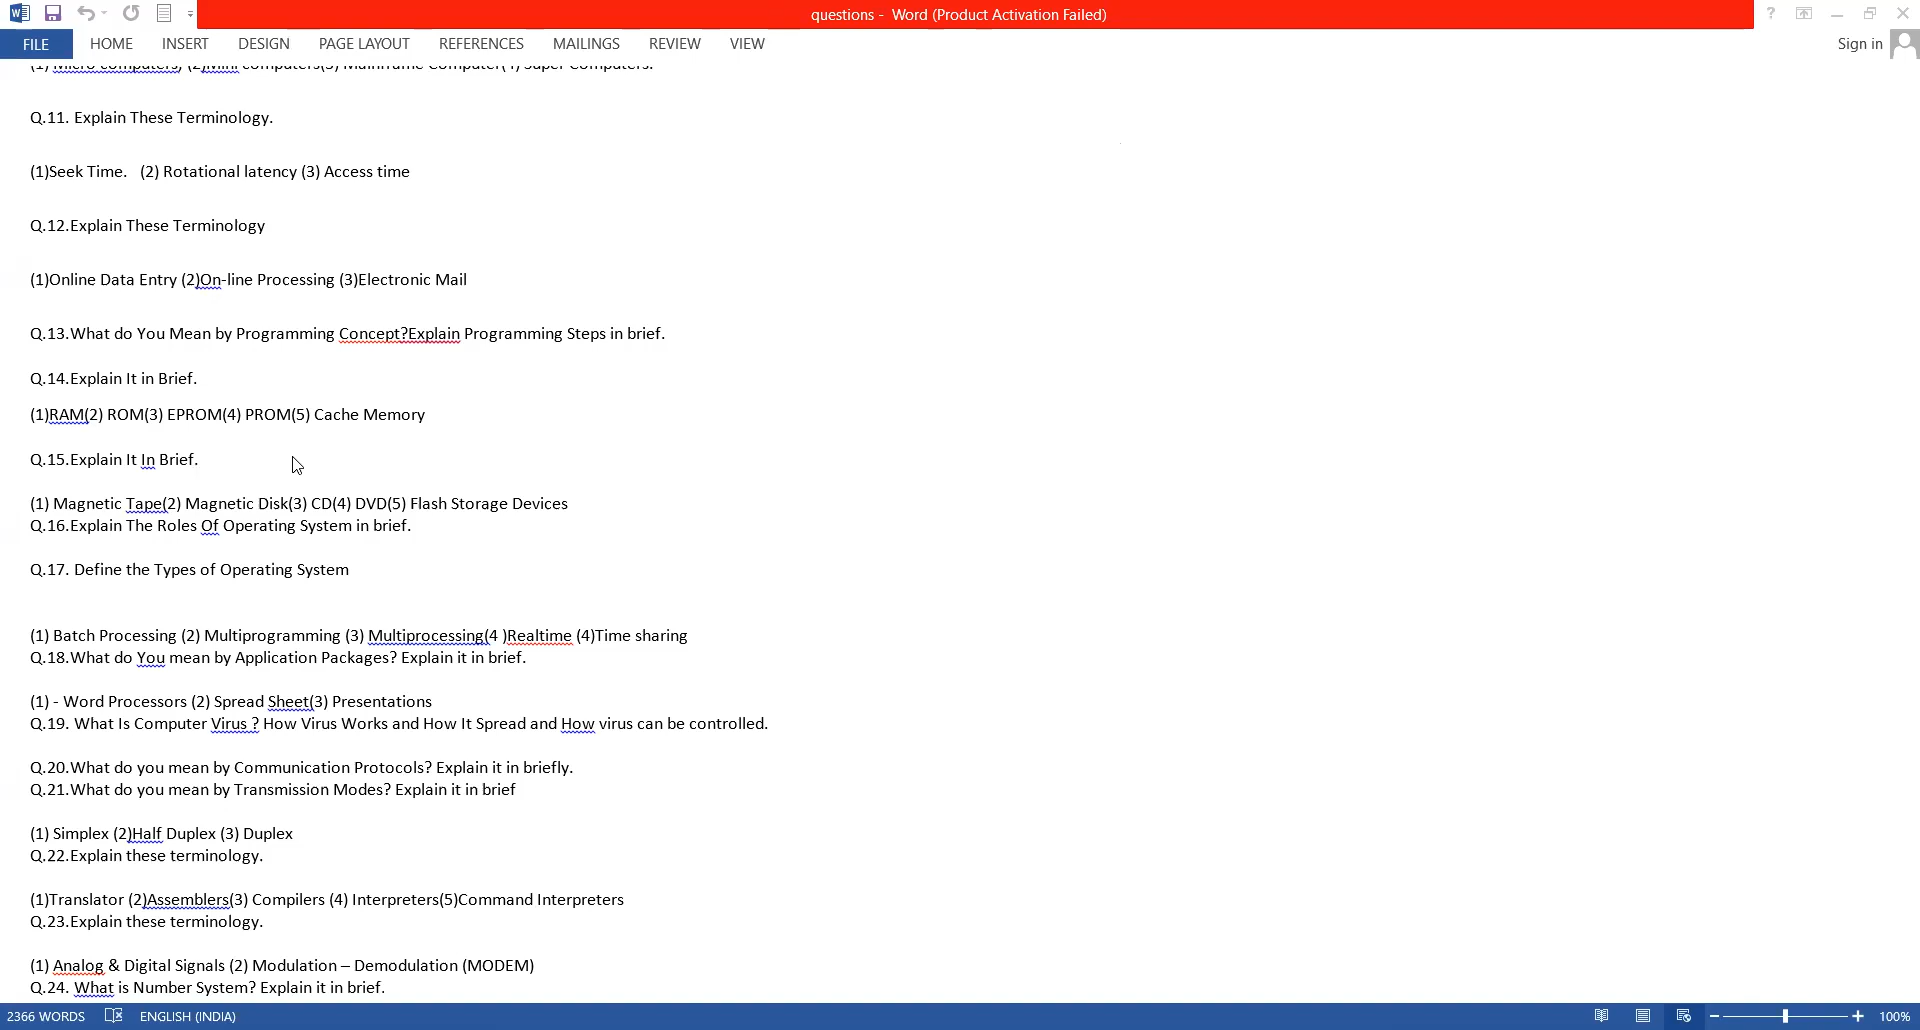 questions - Word (Product Activation Failed)
FILE HOME INSERT DESIGN PAGE LAYOUT REFERENCES MAILINGS REVIEW VIEW Sign in
(1) Micro computers, (2)Mini computers(3) Mainframe Computer(4) Super Computers.
Q.11. Explain These Terminology.
(1)Seek Time. (2) Rotational latency (3) Access time
Q.12.Explain These Terminology
(1)Online Data Entry (2)On-line Processing (3)Electronic Mail
Q.13.What do You Mean by Programming Concept?Explain Programming Steps in brief.
Q.14.Explain It in Brief.
(1)RAM(2) ROM(3) EPROM(4) PROM(5) Cache Memory
Q.15.Explain It In Brief.
(1) Magnetic Tape(2) Magnetic Disk(3) CD(4) DVD(5) Flash Storage Devices
Q.16.Explain The Roles Of Operating System in brief.
Q.17. Define the Types of Operating System
(1) Batch Processing (2) Multiprogramming (3) Multiprocessing(4 )Realtime (4)Time sharing
Q.18.What do You mean by Application Packages? Explain it in brief.
(1) - Word Processors (2) Spread Sheet(3) Presentations
Q.19. What Is Computer Virus ? How Virus Works and How It Spread and How virus can be controlled.
Q.20.What do you mean by Communication Protocols? Explain it in briefly.
Q.21.What do you mean by Transmission Modes? Explain it in brief
(1) Simplex (2)Half Duplex (3) Duplex
Q.22.Explain these terminology.
(1)Translator (2)Assemblers(3) Compilers (4) Interpreters(5)Command Interpreters
Q.23.Explain these terminology.
(1) Analog & Digital Signals (2) Modulation – Demodulation (MODEM)
Q.24. What is Number System? Explain it in brief.
2366 WORDS ENGLISH (INDIA) 100%